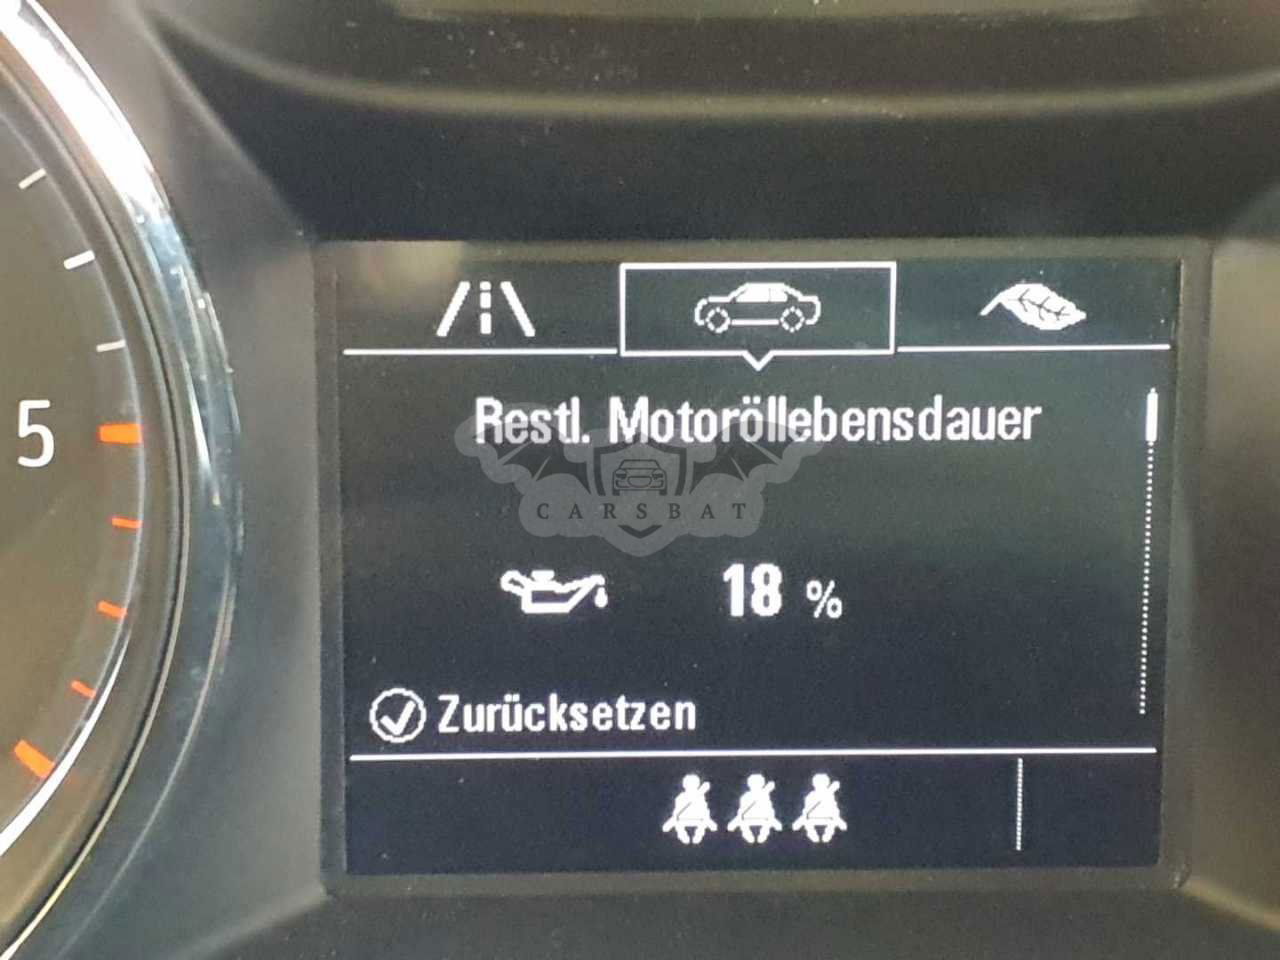 5
Restl. Motoröllebensdauer
CARSBAT
18 %
Zurücksetzen